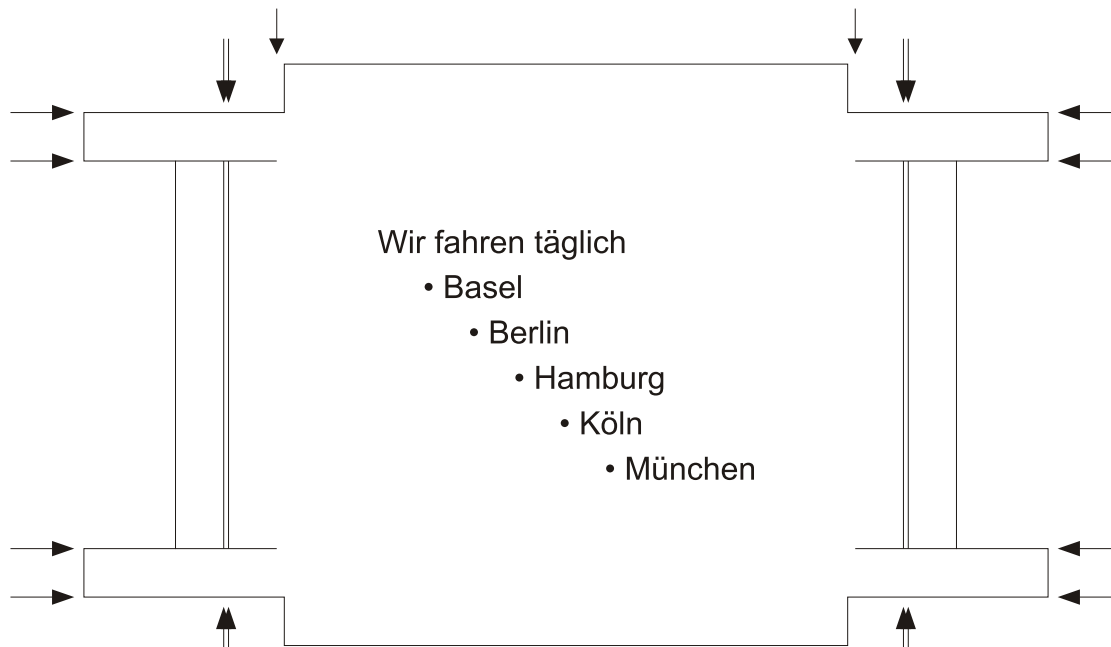 Wir fahren täglich
• Basel
• Berlin
• Hamburg
• Köln
• München